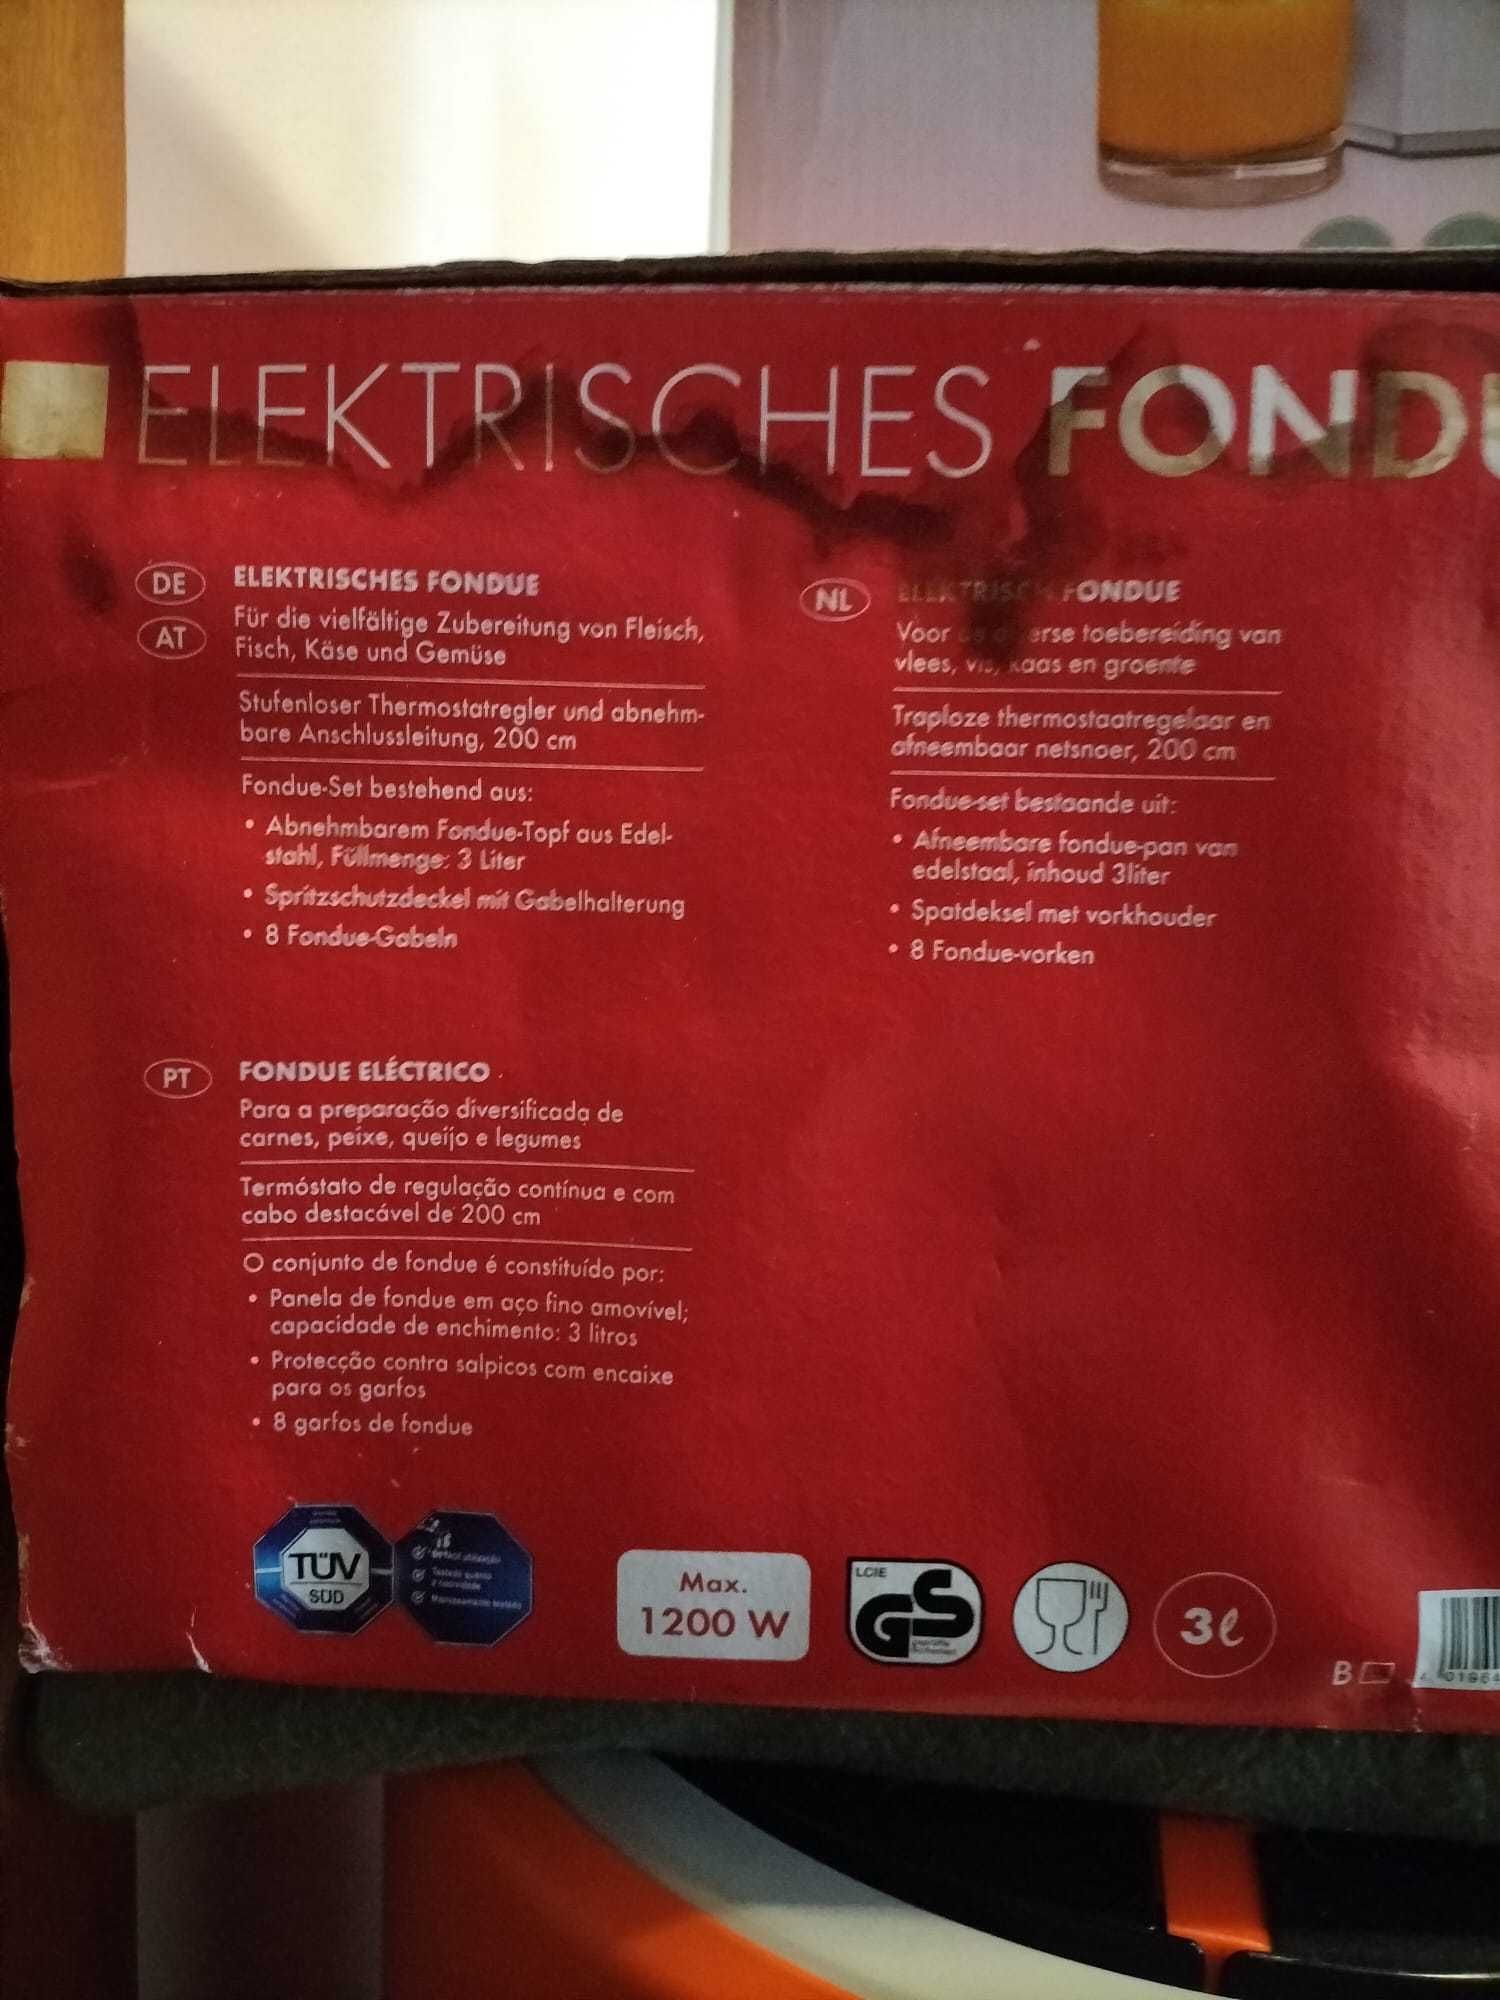 ELEKTRISCHES FONDU
DE
AT
ELEKTRISCHES FONDUE
Für die vielfältige Zubereitung von Fleisch,
Fisch, Käse und Gemüse
Stufenloser Thermostatregler und abnehm-
bare Anschlussleitung, 200 cm
Fondue-Set bestehend aus:
• Abnehmbarem Fondue-Topf aus Edel-
stahl, Füllmenge: 3 Liter
• Spritzschutzdeckel mit Gabelhalterung
• 8 Fondue-Gabeln
NL
ELEKTRISCH FONDUE
Voor toebereiding van
vlees, vis, kaas en groente
Traploze thermostaatregelaar en
afneembaar netsnoer, 200 cm
Fondue-set bestaande uit:
• Afneembare fondue-pan van
edelstaal, inhoud 3liter
• Spatdeksel met vorkhouder
• 8 Fondue-vorken
PT
FONDUE ELÉCTRICO
Para a preparação diversificada de
carnes, peixe, queijo e legumes
Termóstato de regulação contínua e com
cabo destacável de 200 cm
O conjunto de fondue é constituído por:
• Panela de fondue em aço fino amovível;
capacidade de enchimento: 3 litros
• Protecção contra salpicos com encaixe
para os garfos
• 8 garfos de fondue
TÜV
SÜD
Max.
1200 W
LCIE
GS
3ℓ
B